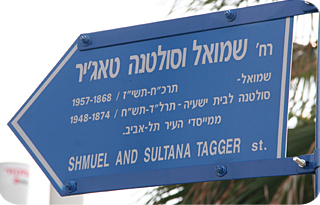 רח' שמואל וסולטנה טאג'יר
שמואל- תרכ"ח-תשי"ז / 1957-1868
סולטנה לבית ישעיה - תרל"ד-תש"ח / 1948-1874
ממייסדי העיר תל-אביב.
SHMUEL AND SULTANA TAGGER st.